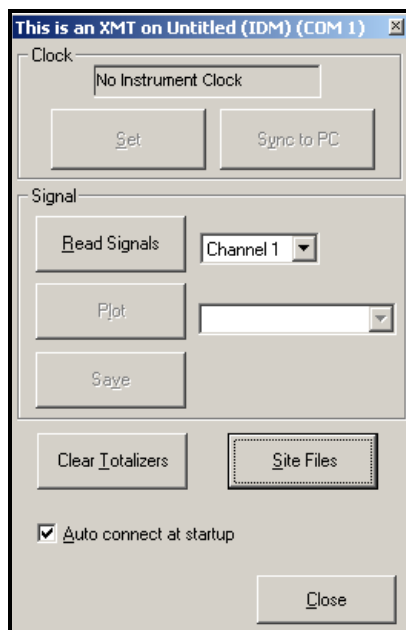 This is an XMT on Untitled (IDM) (COM 1)
Clock
No Instrument Clock
Set
Sync to PC
Signal
Read Signals
Channel 1
Plot
Save
Clear Totalizers
Site Files
Auto connect at startup
Close